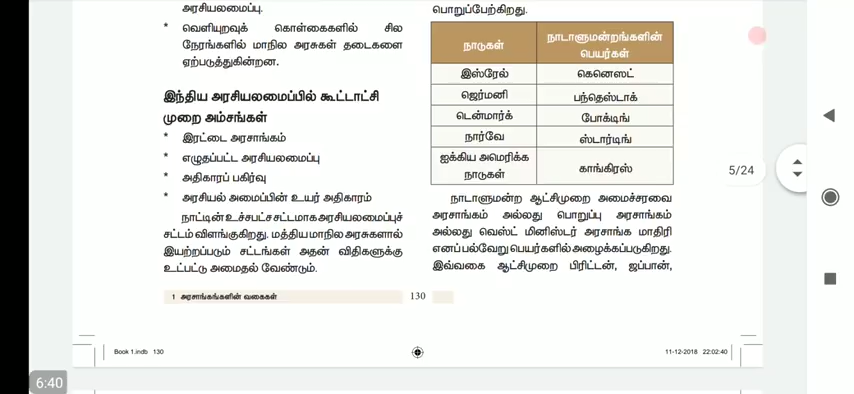 அரசியலமைப்பு.
* வெளியுறவுக் கொள்கைகளில் சில
நேரங்களில் மாநில அரசுகள் தடைகளை
ஏற்படுத்துகின்றன.
இந்திய அரசியலமைப்பில் கூட்டாட்சி
முறை அம்சங்கள்
* இரட்டை அரசாங்கம்
* எழுதப்பட்ட அரசியலமைப்பு
* அதிகாரப் பகிர்வு
* அரசியல் அமைப்பின் உயர் அதிகாரம்
நாட்டின் உச்சபட்ச சட்டமாக அரசியலமைப்புச்
சட்டம் விளங்குகிறது. மத்திய மாநில அரசுகளால்
இயற்றப்படும் சட்டங்கள் அதன் விதிகளுக்கு
உட்பட்டு அமைதல் வேண்டும்.
பொறுப்பேற்கிறது.
நாடுகள் நாடாளுமன்றங்களின்
பெயர்கள்
இஸ்ரேல் கெனஸட்
ஜெர்மனி பந்தெஸ்டாக்
டென்மார்க் போக்டிங்
நார்வே ஸ்டார்டிங்
ஐக்கிய அமெரிக்க
நாடுகள் காங்கிரஸ்
நாடாளுமன்ற ஆட்சிமுறை அமைச்சரவை
அரசாங்கம் அல்லது பொறுப்பு அரசாங்கம்
அல்லது வெஸ்ட் மினிஸ்டர் அரசாங்க மாதிரி
எனப் பல்வேறு பெயர்களில் அழைக்கப்படுகிறது.
இவ்வகை ஆட்சிமுறை பிரிட்டன், ஜப்பான்,
1 அரசாங்கங்களின் வகைகள் 130
Book 1.indb 130 11-12-2018 22:02:40
5/24
6:40